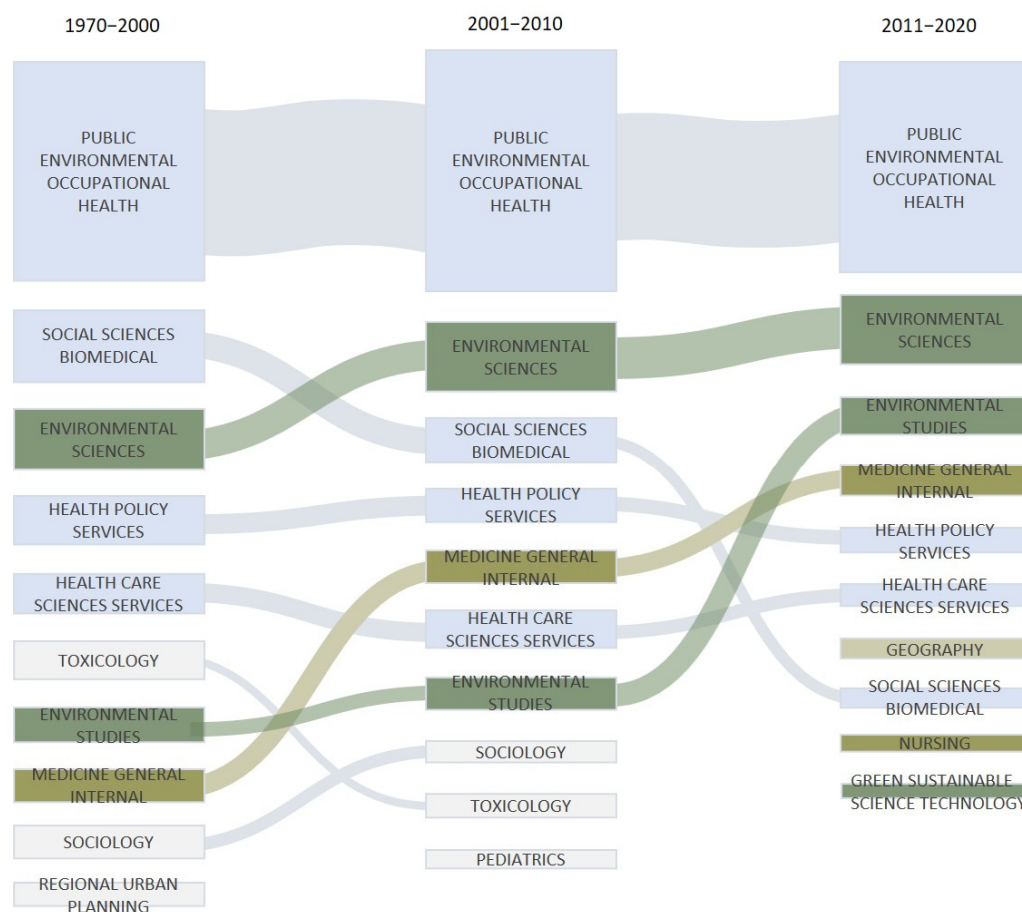 1970–2000
PUBLIC
ENVIRONMENTAL
OCCUPATIONAL
HEALTH
SOCIAL SCIENCES
BIOMEDICAL
ENVIRONMENTAL
SCIENCES
HEALTH POLICY
SERVICES
HEALTH CARE
SCIENCES SERVICES
TOXICOLOGY
ENVIRONMENTAL
STUDIES
MEDICINE GENERAL
INTERNAL
SOCIOLOGY
REGIONAL URBAN
PLANNING
2001–2010
PUBLIC
ENVIRONMENTAL
OCCUPATIONAL
HEALTH
ENVIRONMENTAL
SCIENCES
SOCIAL SCIENCES
BIOMEDICAL
HEALTH POLICY
SERVICES
MEDICINE GENERAL
INTERNAL
HEALTH CARE
SCIENCES SERVICES
ENVIRONMENTAL
STUDIES
SOCIOLOGY
TOXICOLOGY
PEDIATRICS
2011–2020
PUBLIC
ENVIRONMENTAL
OCCUPATIONAL
HEALTH
ENVIRONMENTAL
SCIENCES
ENVIRONMENTAL
STUDIES
MEDICINE GENERAL
INTERNAL
HEALTH POLICY
SERVICES
HEALTH CARE
SCIENCES SERVICES
GEOGRAPHY
SOCIAL SCIENCES
BIOMEDICAL
NURSING
GREEN SUSTAINABLE
SCIENCE TECHNOLOGY